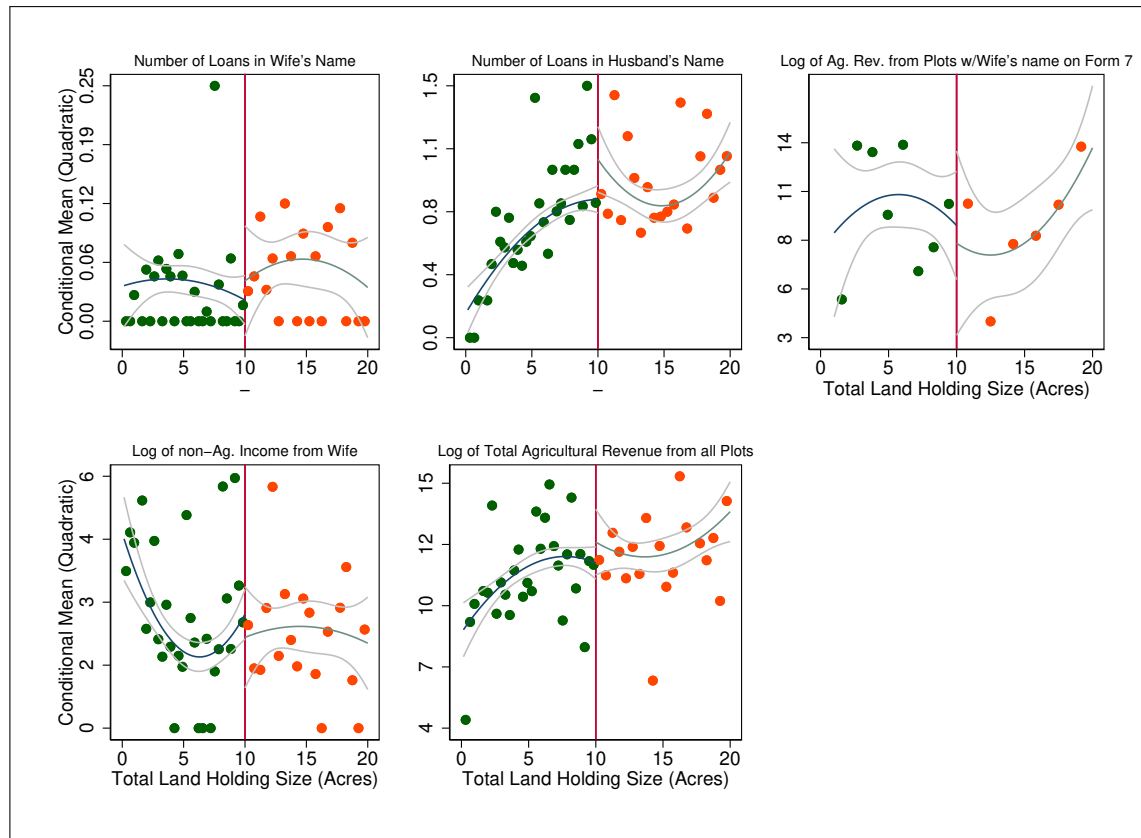 Number of Loans in Wife's Name
Conditional Mean (Quadratic)
0.25
0.19
0.12
0.06
0.00
0 5 10 15 20
–
Number of Loans in Husband's Name
1.5
1.1
0.8
0.4
0.0
0 5 10 15 20
–
Log of Ag. Rev. from Plots w/Wife's name on Form 7
14
11
8
6
3
0 5 10 15 20
Total Land Holding Size (Acres)
Log of non–Ag. Income from Wife
Conditional Mean (Quadratic)
6
4
3
2
0
0 5 10 15 20
Total Land Holding Size (Acres)
Log of Total Agricultural Revenue from all Plots
15
12
10
7
4
0 5 10 15 20
Total Land Holding Size (Acres)